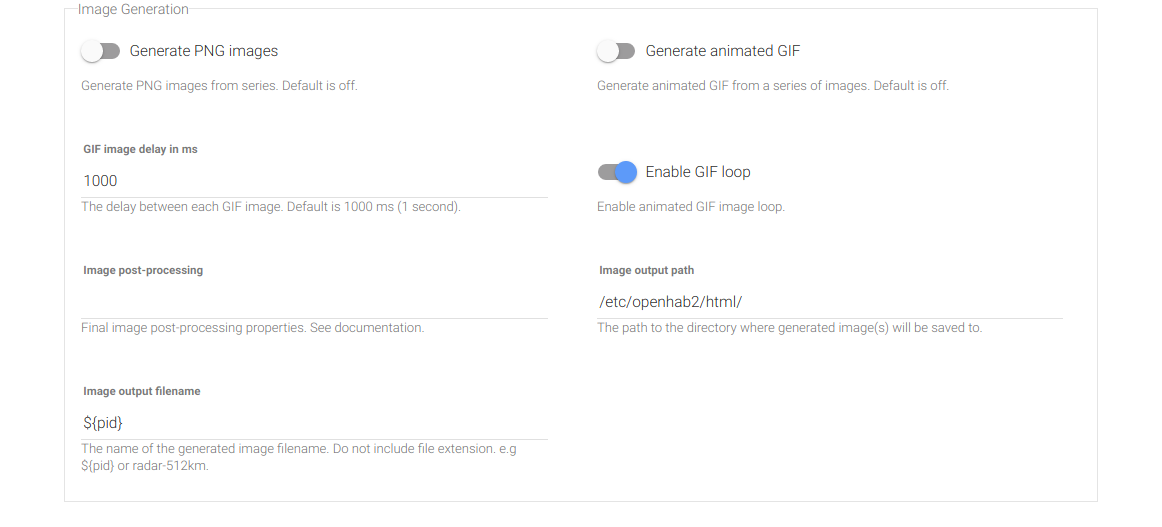 Image Generation
Generate PNG images
Generate animated GIF
Generate PNG images from series. Default is off.
Generate animated GIF from a series of images. Default is off.
GIF image delay in ms
1000
Enable GIF loop
The delay between each GIF image. Default is 1000 ms (1 second).
Enable animated GIF image loop.
Image post-processing
Image output path
/etc/openhab2/html/
Final image post-processing properties. See documentation.
The path to the directory where generated image(s) will be saved to.
Image output filename
${pid}
The name of the generated image filename. Do not include file extension. e.g
${pid} or radar-512km.